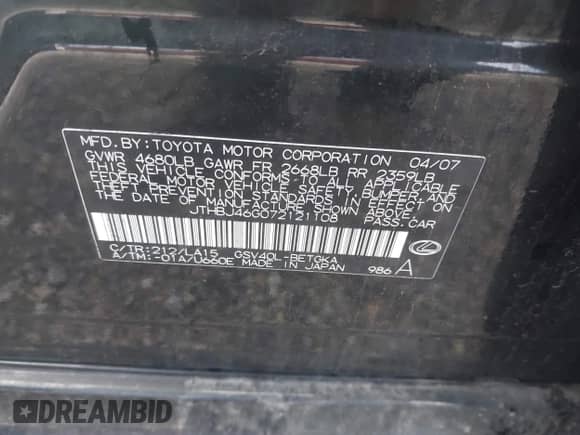 MFD. BY: TOYOTA MOTOR CORPORATION 04/07
GVWR 4680LB GAWR FR 2668LB RR 2359LB
THIS VEHICLE CONFORMS TO ALL APPLICABLE
FEDERAL MOTOR VEHICLE SAFETY, BUMPER, AND
THEFT PREVENTION STANDARDS IN EFFECT ON
THE DATE OF MANUFACTURE SHOWN ABOVE.
JTHBJ46G072121108 PASS. CAR
C/TR: 212/LA15 GSV40L-BETGKA
A/TM: -01A/U660E MADE IN JAPAN 986 A
DREAMBID